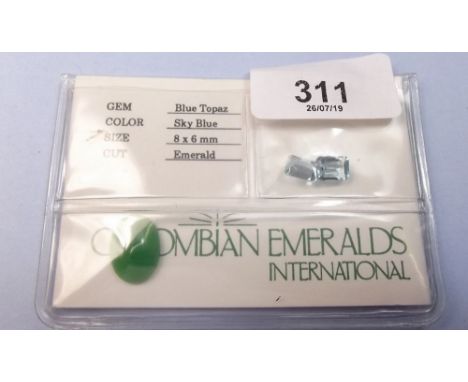 311
26/07/19
GEM Blue Topaz
COLOR Sky Blue
SIZE 8 x 6 mm
CUT Emerald
COLOMBIAN EMERALDS
INTERNATIONAL